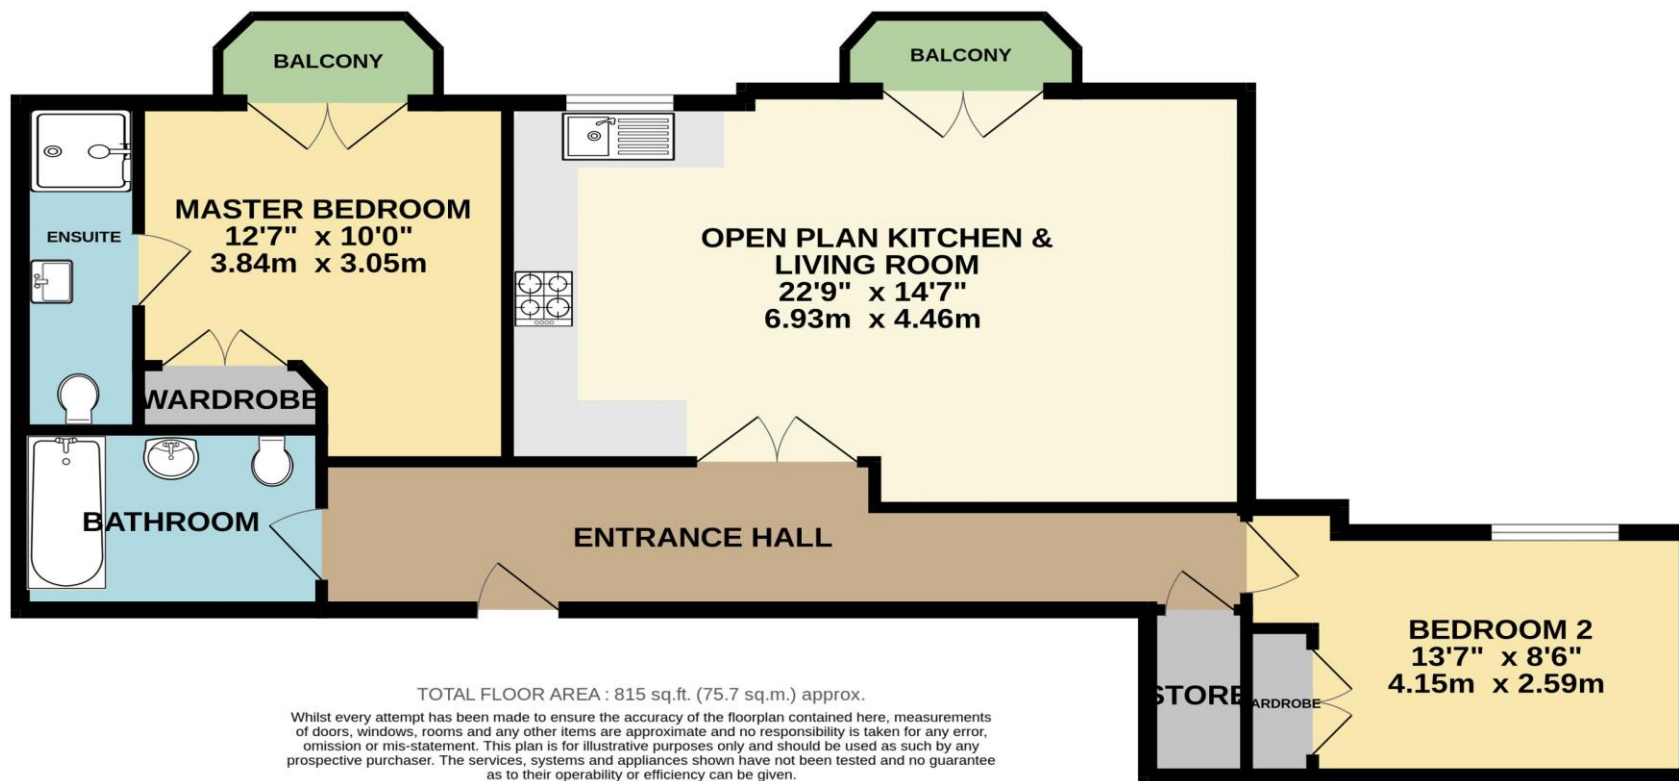 BALCONY
BALCONY
MASTER BEDROOM
12'7" x 10'0"
3.84m x 3.05m
ENSUITE
OPEN PLAN KITCHEN &
LIVING ROOM
22'9" x 14'7"
6.93m x 4.46m
WARDROBE
BATHROOM
ENTRANCE HALL
BEDROOM 2
13'7" x 8'6"
4.15m x 2.59m
STORE
ARDROBE
TOTAL FLOOR AREA : 815 sq.ft. (75.7 sq.m.) approx.
Whilst every attempt has been made to ensure the accuracy of the floorplan contained here, measurements
of doors, windows, rooms and any other items are approximate and no responsibility is taken for any error,
omission or mis-statement. This plan is for illustrative purposes only and should be used as such by any
prospective purchaser. The services, systems and appliances shown have not been tested and no guarantee
as to their operability or efficiency can be given.